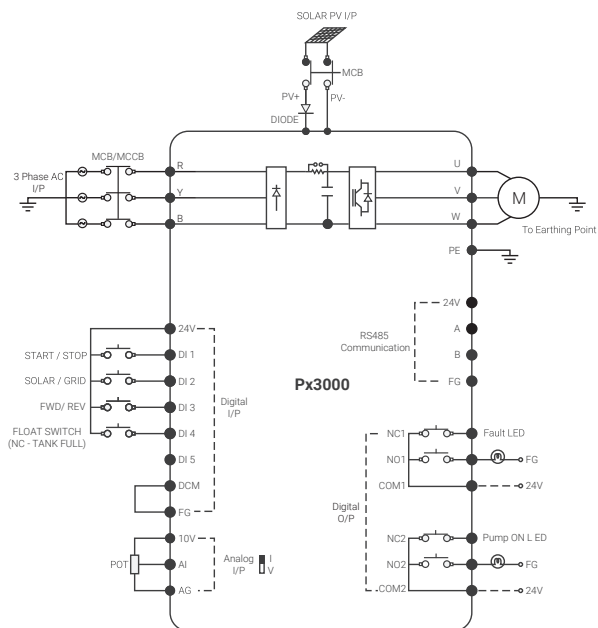 SOLAR PV I/P
MCB
PV+
PV-
DIODE
MCB/MCCB
3 Phase AC
I/P
R
Y
B
U
V
W
M
To Earthing Point
PE
24V
A
B
FG
RS485
Communication
Px3000
24V
START / STOP
DI 1
SOLAR / GRID
DI 2
FWD/ REV
DI 3
FLOAT SWITCH
(NC - TANK FULL)
DI 4
DI 5
DCM
FG
Digital
I/P
10V
POT
AI
AG
Analog
I/P
I
V
NC1
Fault LED
NO1
FG
COM1
24V
Digital
O/P
NC2
Pump ON L ED
NO2
FG
COM2
24V